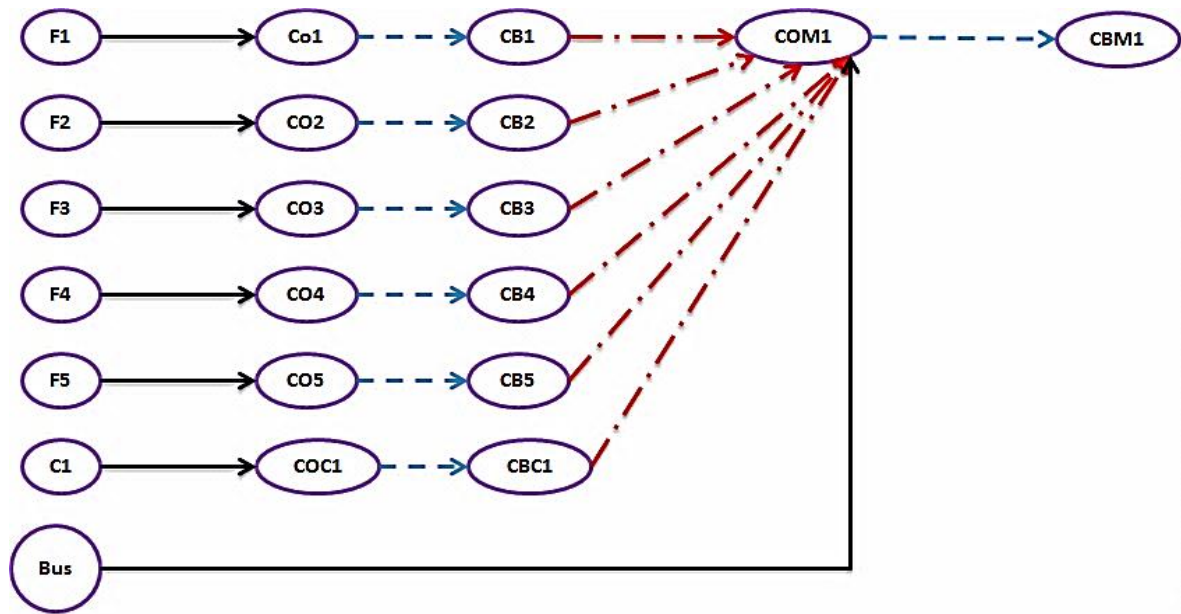 F1 Co1 CB1 COM1 CBM1
F2 CO2 CB2
F3 CO3 CB3
F4 CO4 CB4
F5 CO5 CB5
C1 COC1 CBC1
Bus